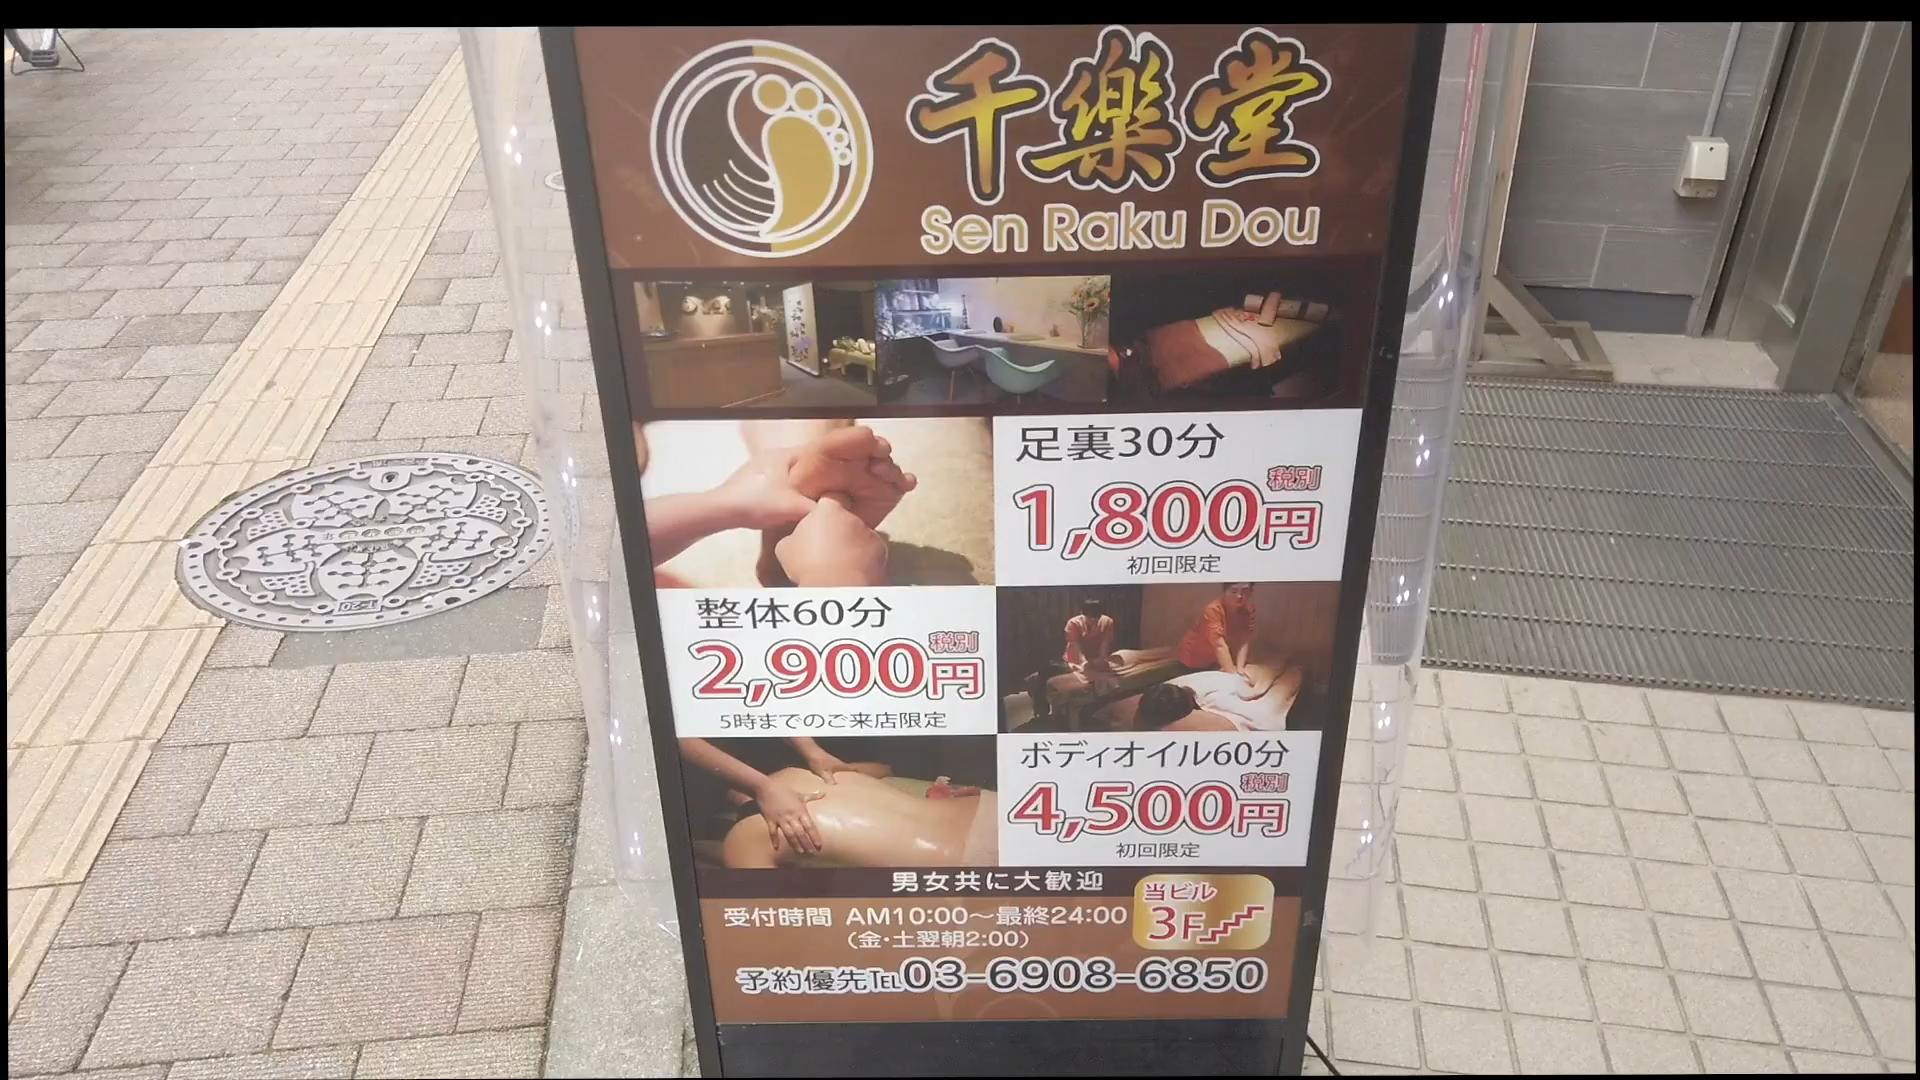 千樂堂
Sen Raku Dou
足裏30分
税別
1,800円
初回限定
整体60分
税別
2,900円
5時までのご来店限定
ボディオイル60分
税別
4,500円
初回限定
男女共に大歓迎
受付時間 AM10:00～最終24:00
(金・土翌朝2:00)
当ビル
3F
予約優先TEL03-6908-6850